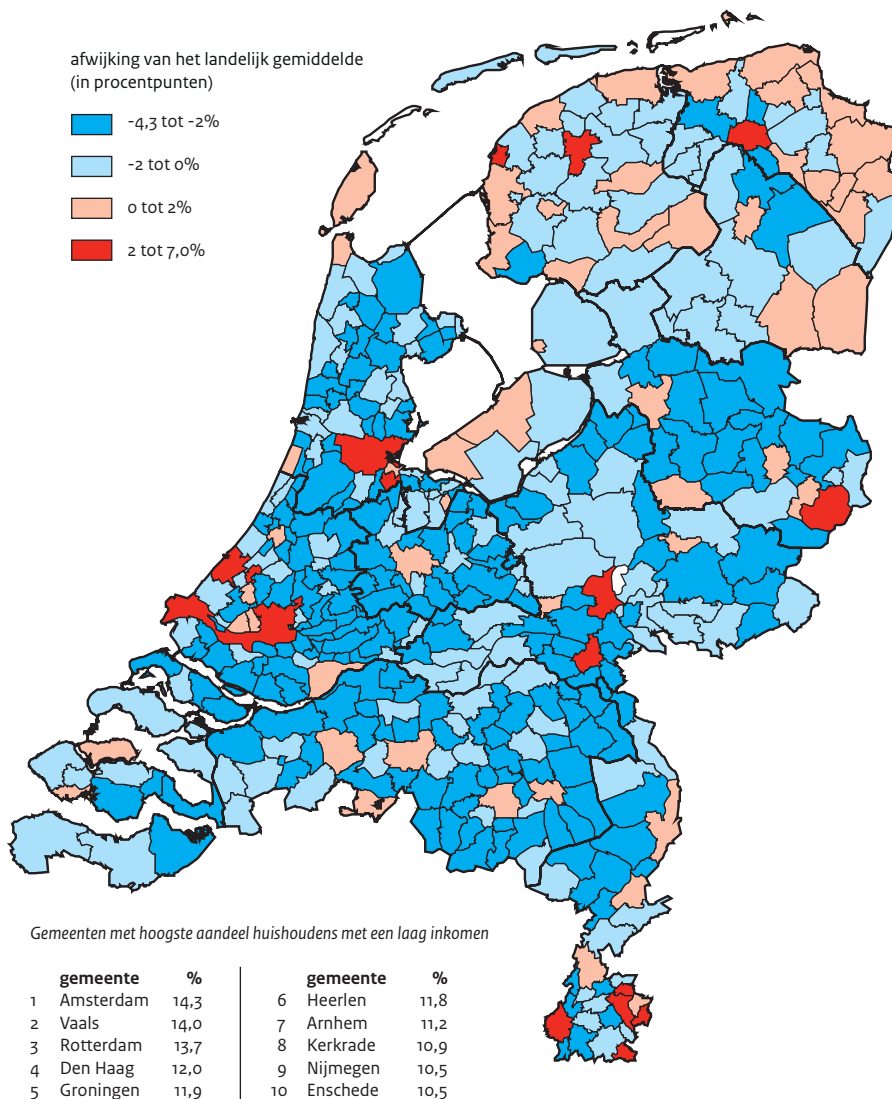 afwijking van het landelijk gemiddelde
(in procentpunten)
-4,3 tot -2%
-2 tot 0%
0 tot 2%
2 tot 7,0%
Gemeenten met hoogste aandeel huishoudens met een laag inkomen
gemeente %
1 Amsterdam 14,3
2 Vaals 14,0
3 Rotterdam 13,7
4 Den Haag 12,0
5 Groningen 11,9
gemeente %
6 Heerlen 11,8
7 Arnhem 11,2
8 Kerkrade 10,9
9 Nijmegen 10,5
10 Enschede 10,5